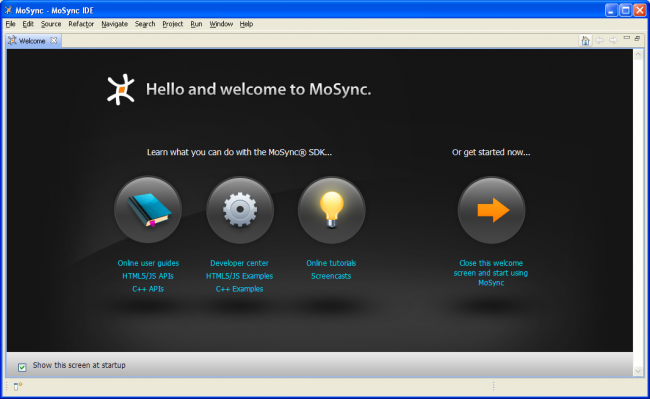 MoSync - MoSync IDE
File Edit Source Refactor Navigate Search Project Run Window Help
Welcome
Hello and welcome to MoSync.
Learn what you can do with the MoSync® SDK...
Or get started now...
Online user guides
HTML5/JS APIs
C++ APIs
Developer center
HTML5/JS Examples
C++ Examples
Online tutorials
Screencasts
Close this welcome
screen and start using
MoSync
Show this screen at startup